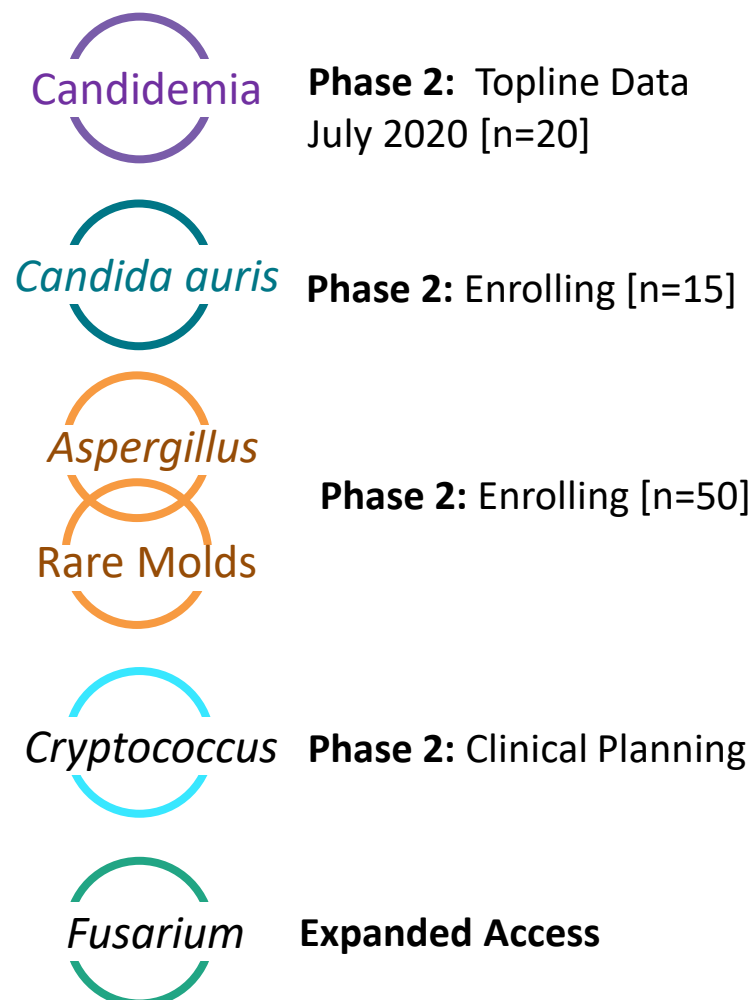 Candidemia
Phase 2: Topline Data
July 2020 [n=20]
Candida auris
Phase 2: Enrolling [n=15]
Aspergillus
Rare Molds
Phase 2: Enrolling [n=50]
Cryptococcus
Phase 2: Clinical Planning
Fusarium
Expanded Access